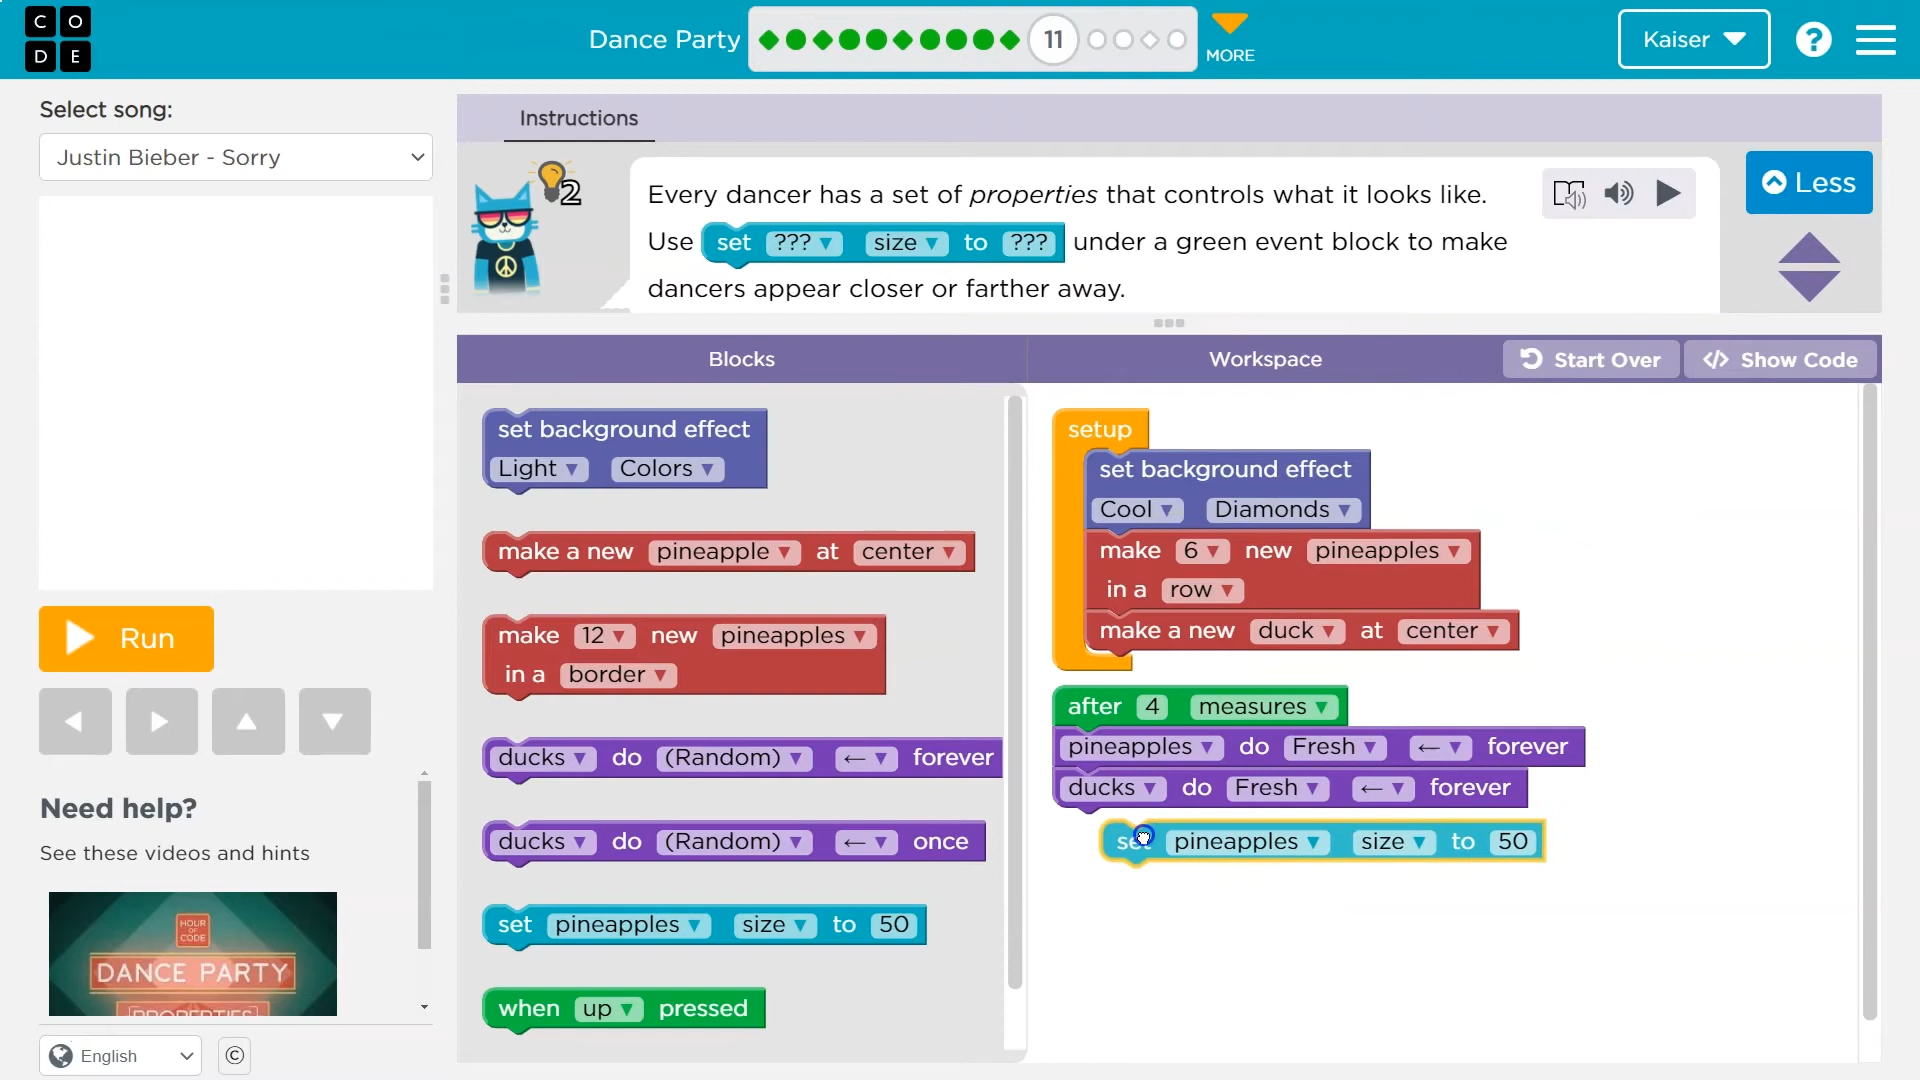 C O
D E
Dance Party
11
MORE
Kaiser
?
Select song:
Justin Bieber - Sorry
Instructions
2
Every dancer has a set of properties that controls what it looks like.
Use set ??? size to ??? under a green event block to make
dancers appear closer or farther away.
Less
Blocks
Workspace
Start Over
Show Code
set background effect
Light Colors
make a new pineapple at center
make 12 new pineapples
in a border
ducks do (Random) ← forever
ducks do (Random) ← once
set pineapples size to 50
when up pressed
setup
set background effect
Cool Diamonds
make 6 new pineapples
in a row
make a new duck at center
after 4 measures
pineapples do Fresh ← forever
ducks do Fresh ← forever
set pineapples size to 50
Run
Need help?
See these videos and hints
HOUR
OF
CODE
DANCE PARTY
PROPERTIES
English
©